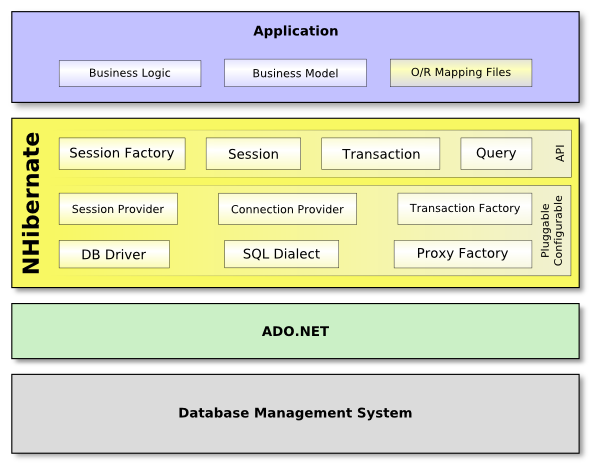 Application
Business Logic
Business Model
O/R Mapping Files
NHibernate
Session Factory
Session
Transaction
Query
API
Session Provider
Connection Provider
Transaction Factory
DB Driver
SQL Dialect
Proxy Factory
Pluggable
Configurable
ADO.NET
Database Management System